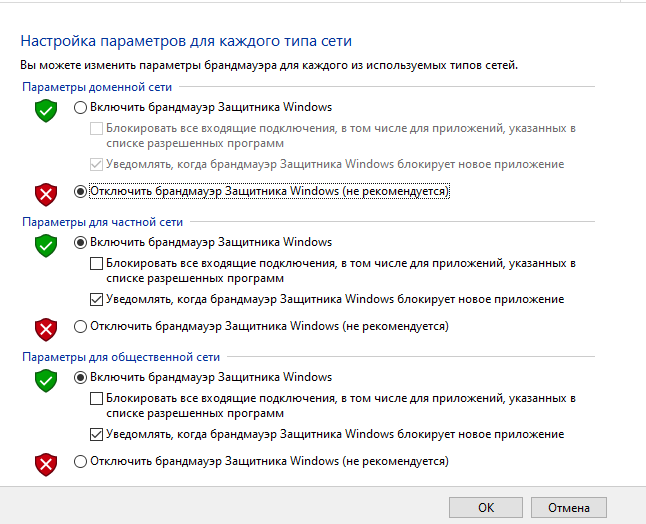 Настройка параметров для каждого типа сети
Вы можете изменить параметры брандмауэра для каждого из используемых типов сетей.
Параметры доменной сети
Включить брандмауэр Защитника Windows
Блокировать все входящие подключения, в том числе для приложений, указанных в
списке разрешенных программ
Уведомлять, когда брандмауэр Защитника Windows блокирует новое приложение
Отключить брандмауэр Защитника Windows (не рекомендуется)
Параметры для частной сети
Включить брандмауэр Защитника Windows
Блокировать все входящие подключения, в том числе для приложений, указанных в
списке разрешенных программ
Уведомлять, когда брандмауэр Защитника Windows блокирует новое приложение
Отключить брандмауэр Защитника Windows (не рекомендуется)
Параметры для общественной сети
Включить брандмауэр Защитника Windows
Блокировать все входящие подключения, в том числе для приложений, указанных в
списке разрешенных программ
Уведомлять, когда брандмауэр Защитника Windows блокирует новое приложение
Отключить брандмауэр Защитника Windows (не рекомендуется)
ОК Отмена